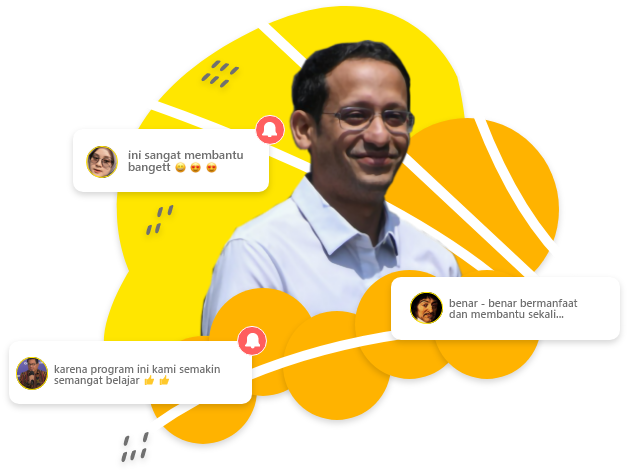 ini sangat membantu
bangett 😄 😍 😍
benar - benar bermanfaat
dan membantu sekali...
karena program ini kami semakin
semangat belajar 👍 👍